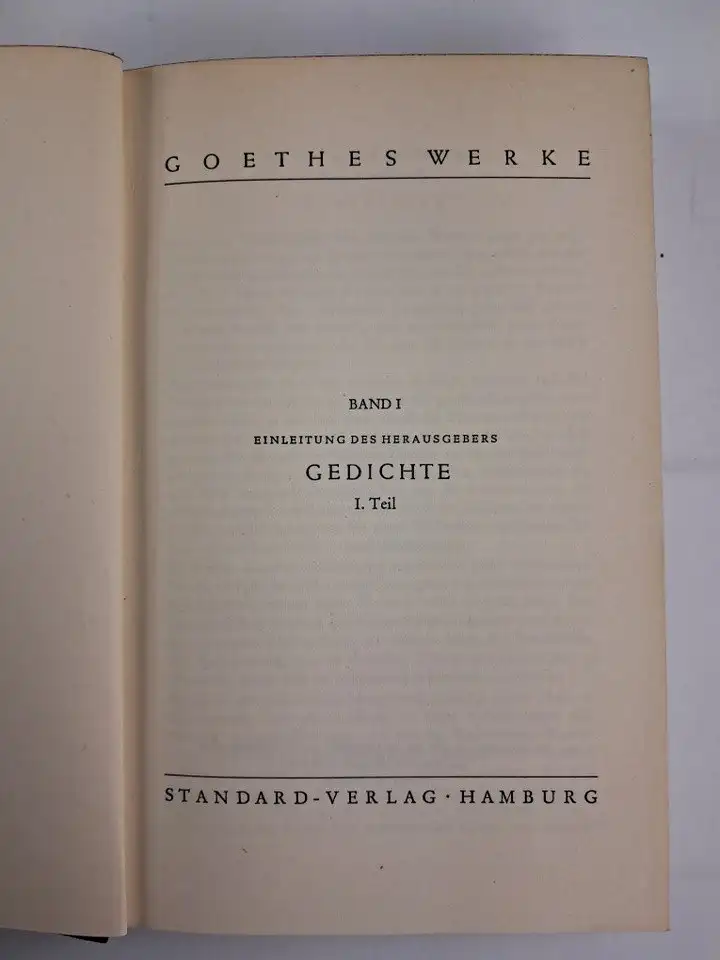 GOETHES WERKE
BAND I
EINLEITUNG DES HERAUSGEBERS
GEDICHTE
I. Teil
STANDARD-VERLAG · HAMBURG